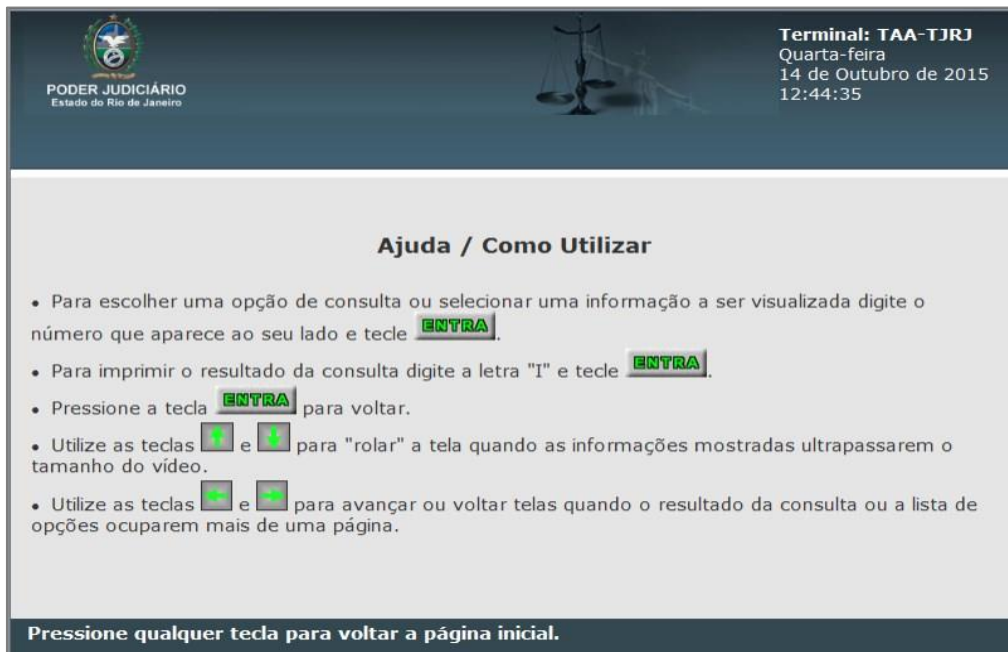 PODER JUDICIÁRIO
Estado do Rio de Janeiro
Terminal: TAA-TJRJ
Quarta-feira
14 de Outubro de 2015
12:44:35
Ajuda / Como Utilizar
• Para escolher uma opção de consulta ou selecionar uma informação a ser visualizada digite o
número que aparece ao seu lado e tecle ENTRA.
• Para imprimir o resultado da consulta digite a letra "I" e tecle ENTRA.
• Pressione a tecla ENTRA para voltar.
• Utilize as teclas ↑ e ↓ para "rolar" a tela quando as informações mostradas ultrapassarem o
tamanho do vídeo.
• Utilize as teclas ← e → para avançar ou voltar telas quando o resultado da consulta ou a lista de
opções ocuparem mais de uma página.
Pressione qualquer tecla para voltar a página inicial.